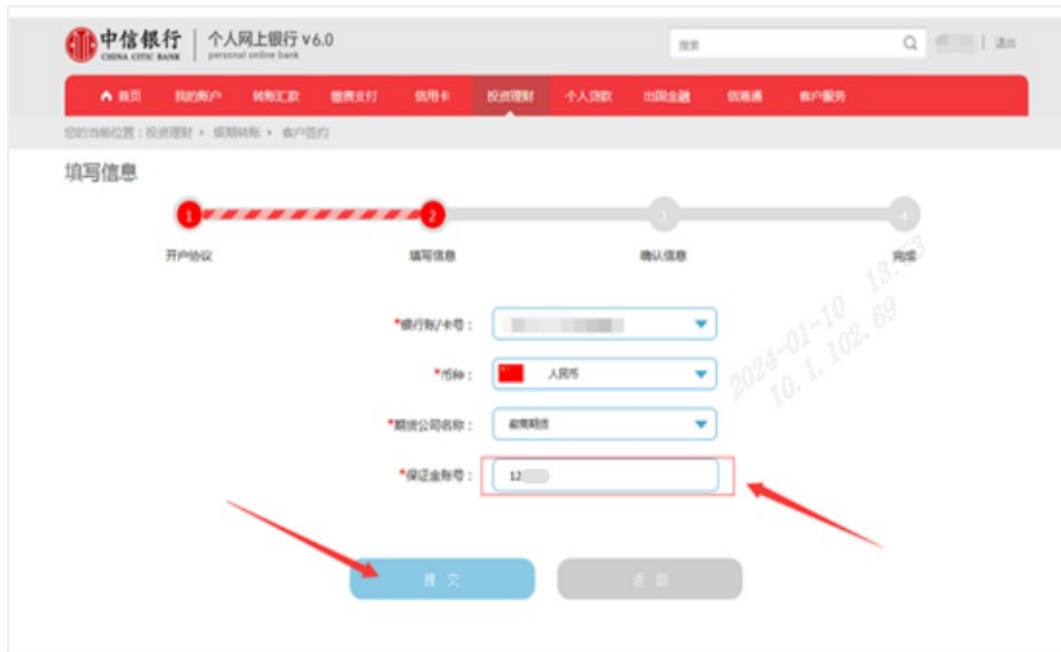 中信银行 个人网上银行 v6.0
CHINA CITIC BANK personal online bank
搜索 退出
首页 我的账户 转账汇款 缴费支付 信用卡 投资理财 个人贷款 出国金融 信易通 客户服务
您的当前位置:投资理财 银期转账 客户签约
填写信息
1 2 3 4
开户协议 填写信息 确认信息 完成
*银行账/卡号:
*币种: 人民币
*期货公司名称: 期货
*保证金账号: 12
提 交 返 回
2024-01-10 13:53
10.1.102.69